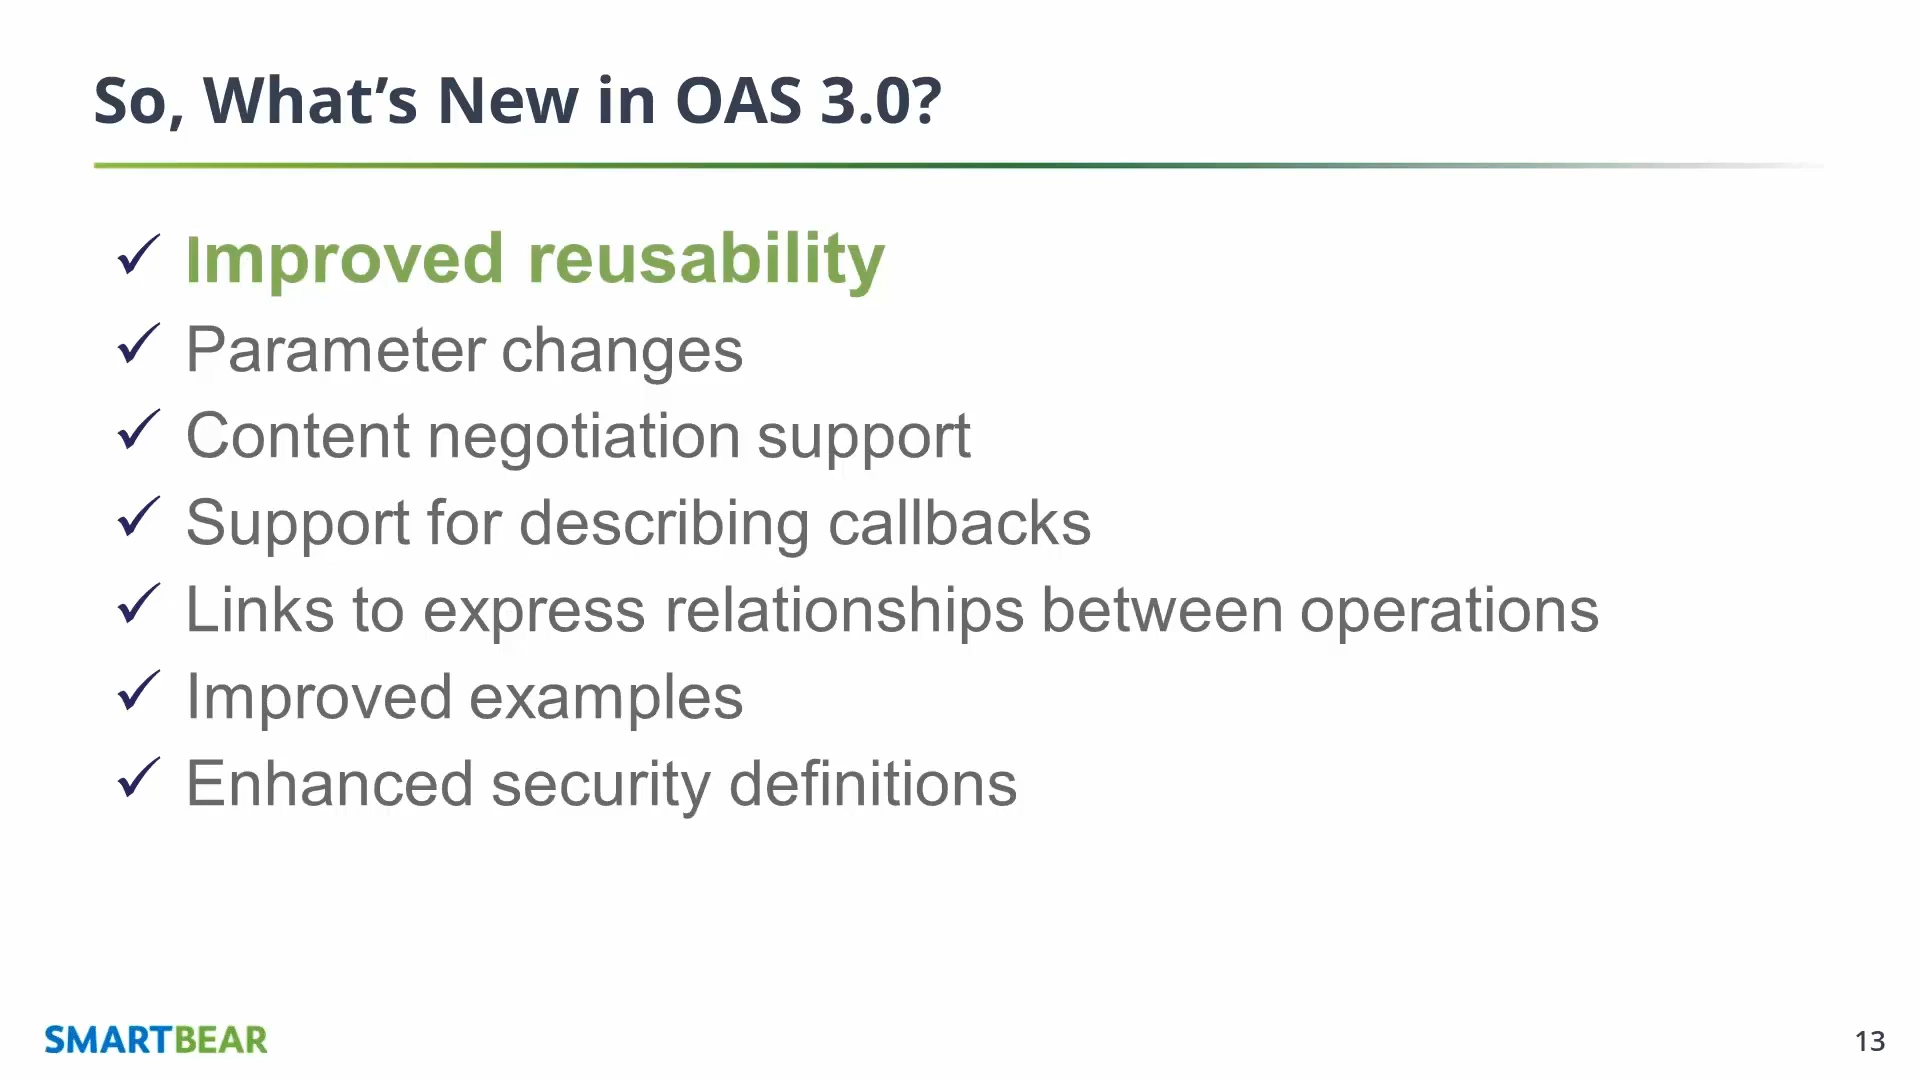 So, What’s New in OAS 3.0?
✓ Improved reusability
✓ Parameter changes
✓ Content negotiation support
✓ Support for describing callbacks
✓ Links to express relationships between operations
✓ Improved examples
✓ Enhanced security definitions
SMARTBEAR
13